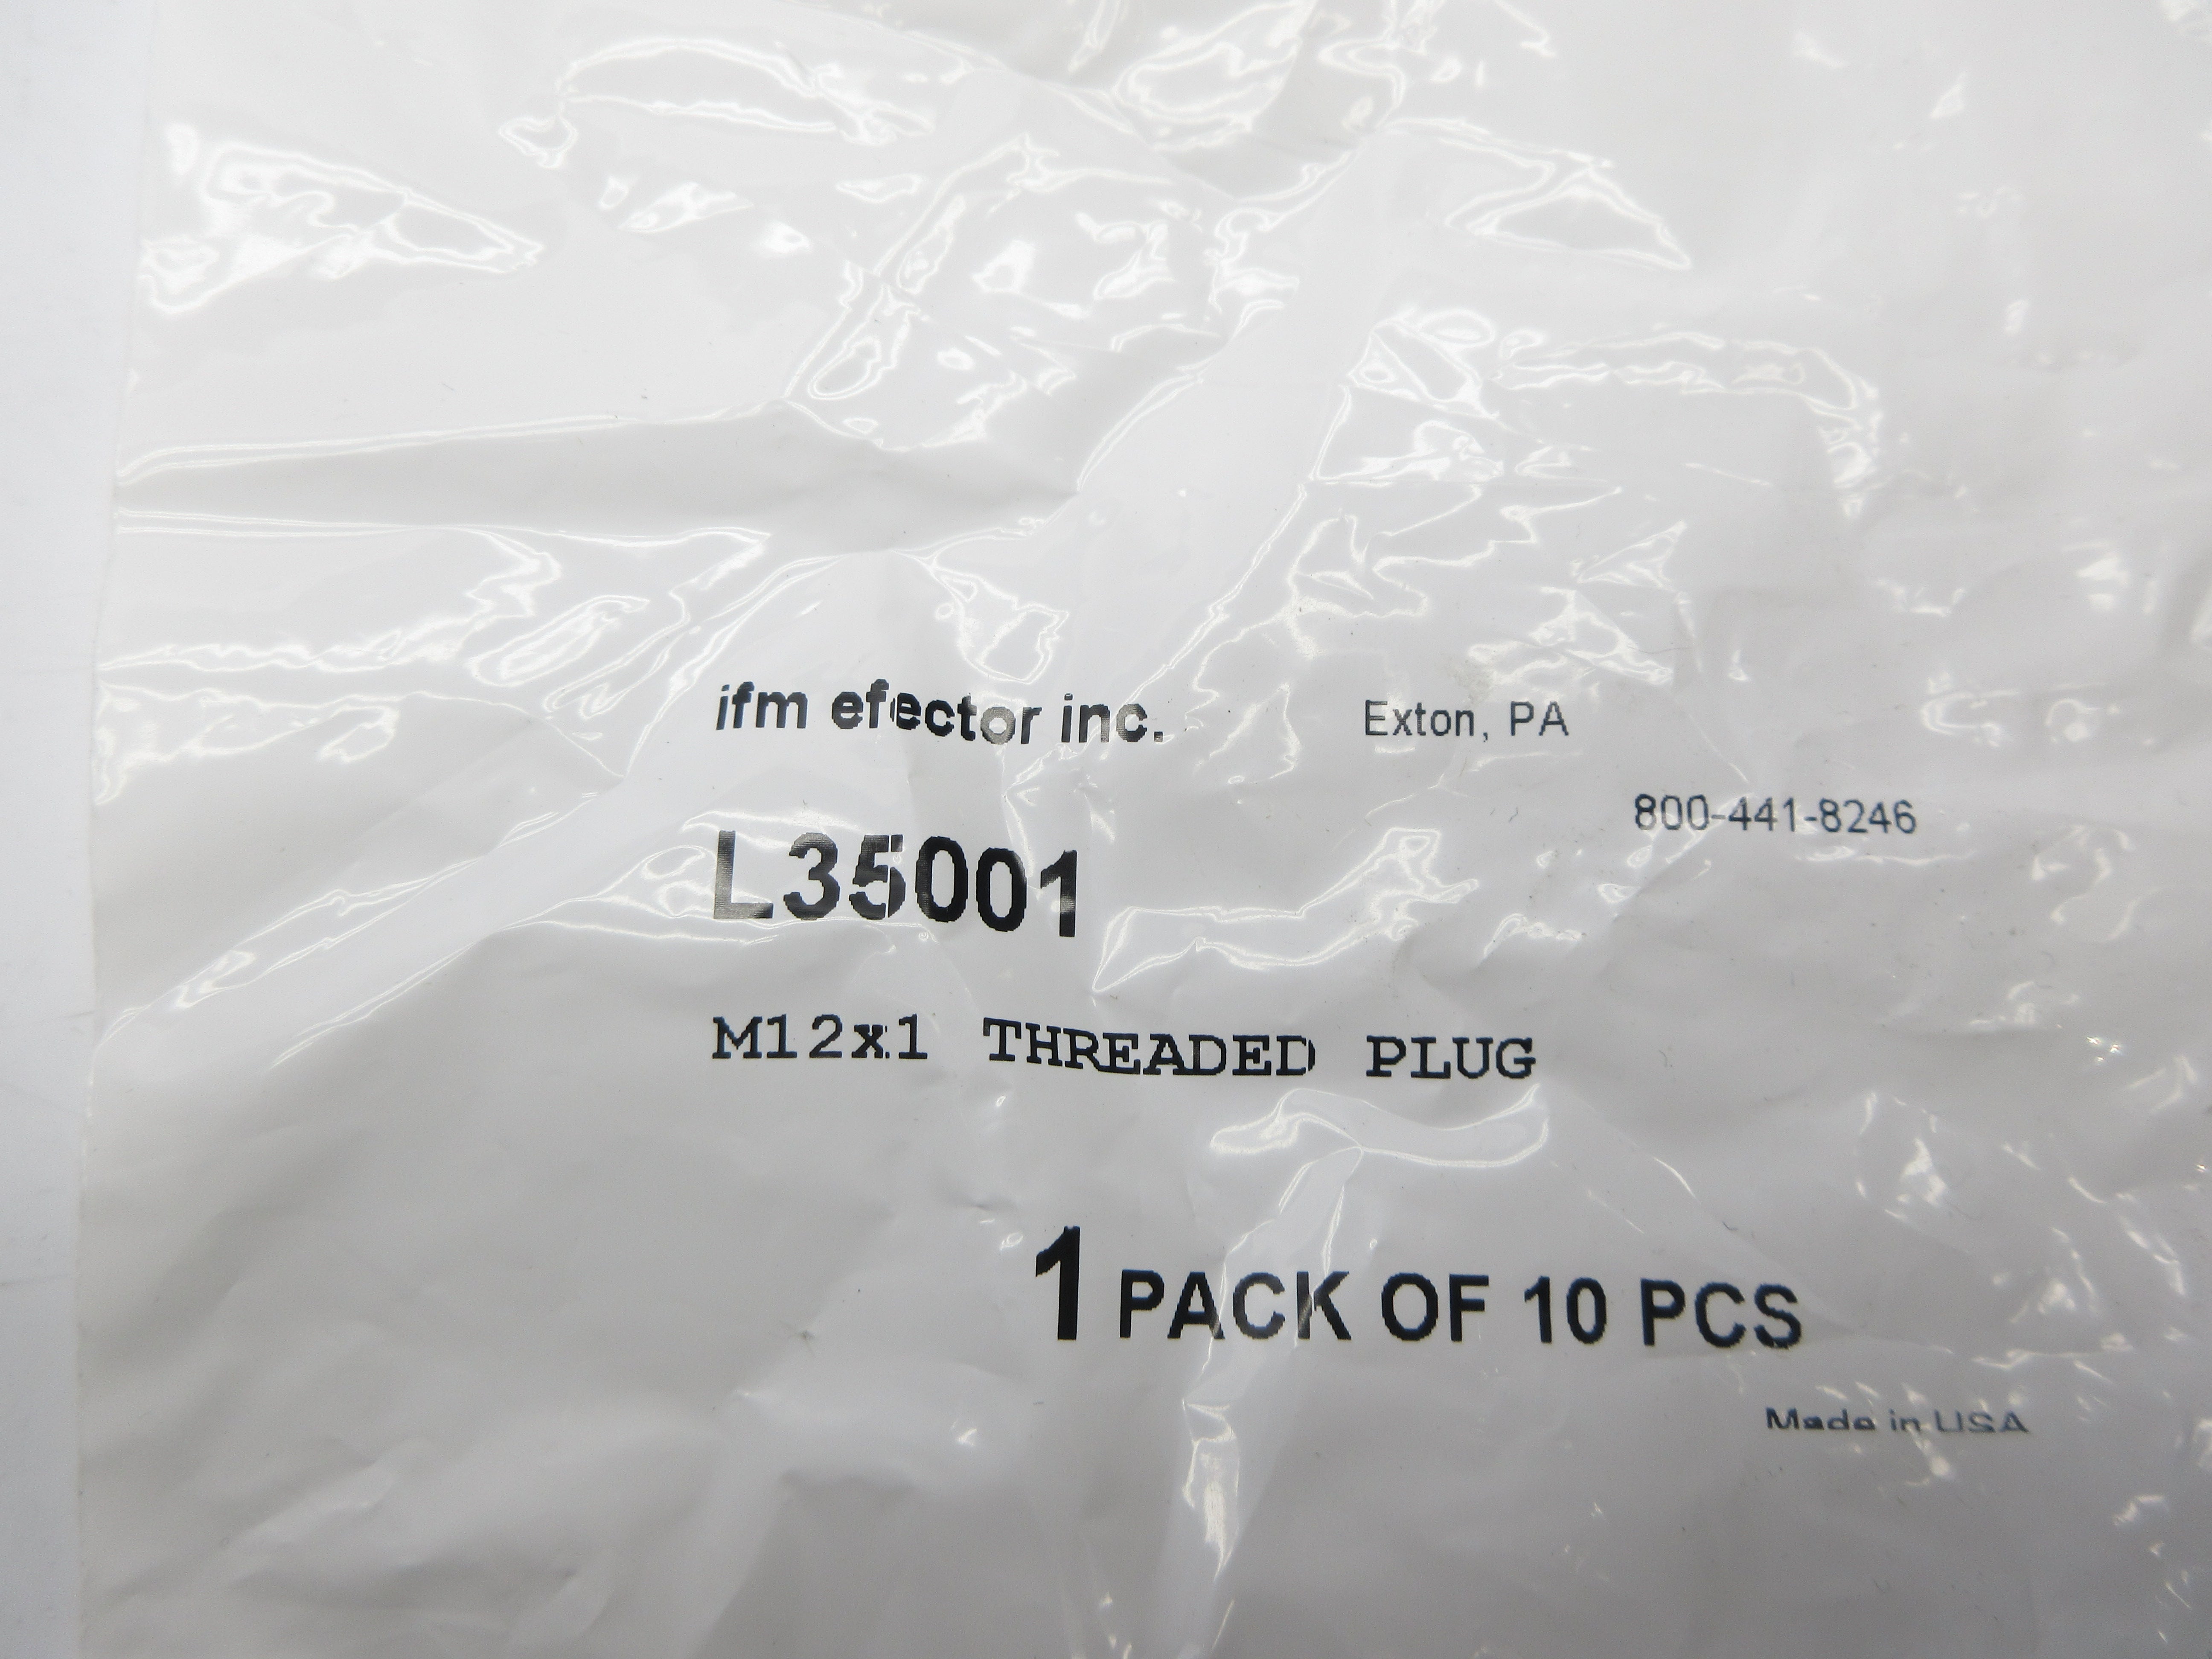 ifm efector inc. Exton, PA
800-441-8246
L35001
M12x1 THREADED PLUG
1 PACK OF 10 PCS
Made in USA